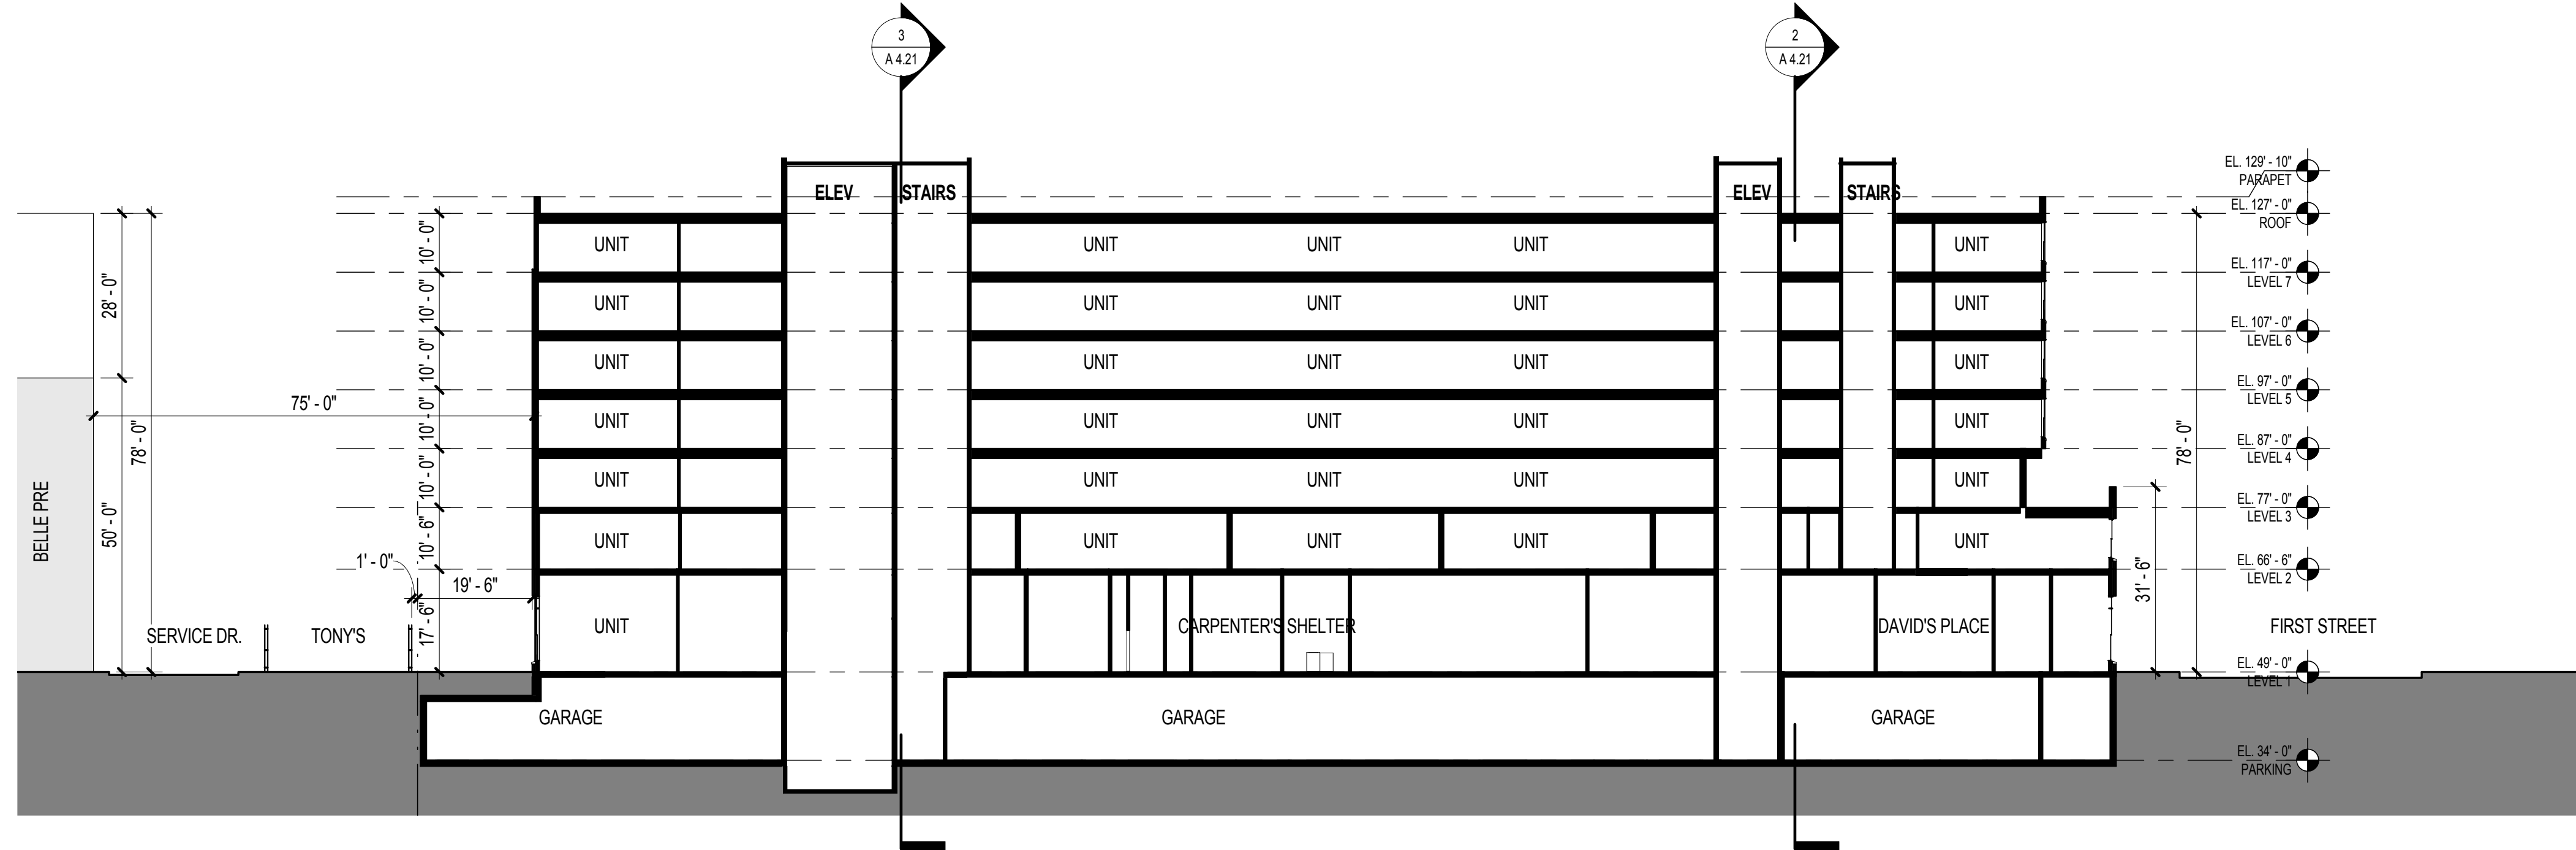 3
A 4.21
2
A 4.21
EL. 129' - 10"
PARAPET
ELEV STAIRS ELEV STAIRS
EL. 127' - 0"
ROOF
10' - 0" UNIT UNIT UNIT UNIT UNIT
EL. 117' - 0"
LEVEL 7
28' - 0" 10' - 0" UNIT UNIT UNIT UNIT UNIT
EL. 107' - 0"
LEVEL 6
10' - 0" UNIT UNIT UNIT UNIT UNIT
EL. 97' - 0"
LEVEL 5
75' - 0"
78' - 0" 10' - 0" UNIT UNIT UNIT UNIT UNIT 78' - 0"
EL. 87' - 0"
LEVEL 4
10' - 0" UNIT UNIT UNIT UNIT UNIT
EL. 77' - 0"
LEVEL 3
BELLE PRE 50' - 0" 10' - 6" UNIT UNIT UNIT UNIT UNIT
1' - 0"
EL. 66' - 6"
LEVEL 2
19' - 6" 31' - 6"
SERVICE DR. TONY'S 17' - 6" UNIT CARPENTER'S SHELTER DAVID'S PLACE FIRST STREET
EL. 49' - 0"
LEVEL 1
GARAGE GARAGE GARAGE
EL. 34' - 0"
PARKING